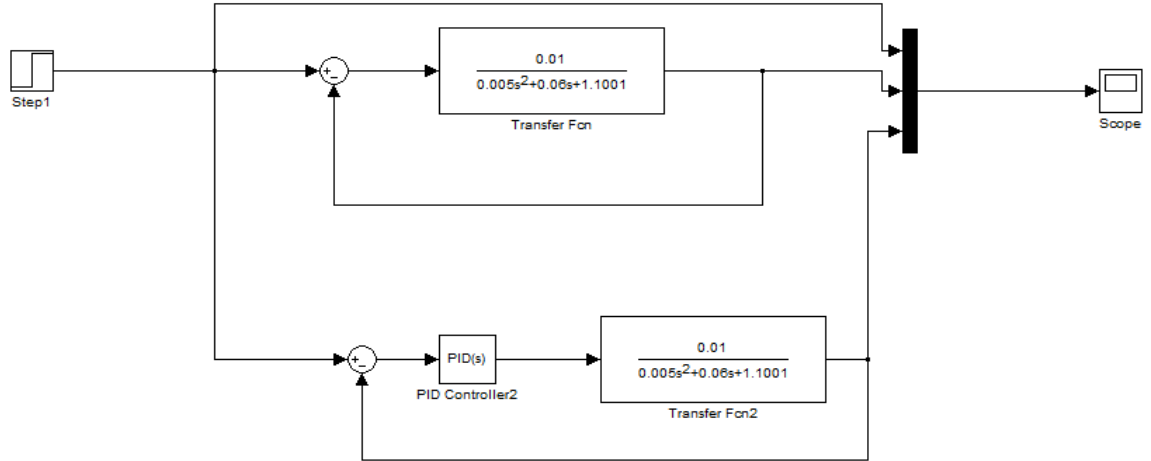 0.01
0.005s²+0.06s+1.1001
Transfer Fcn
Step1
Scope
+
−
PID(s)
PID Controller2
+
−
0.01
0.005s²+0.06s+1.1001
Transfer Fcn2